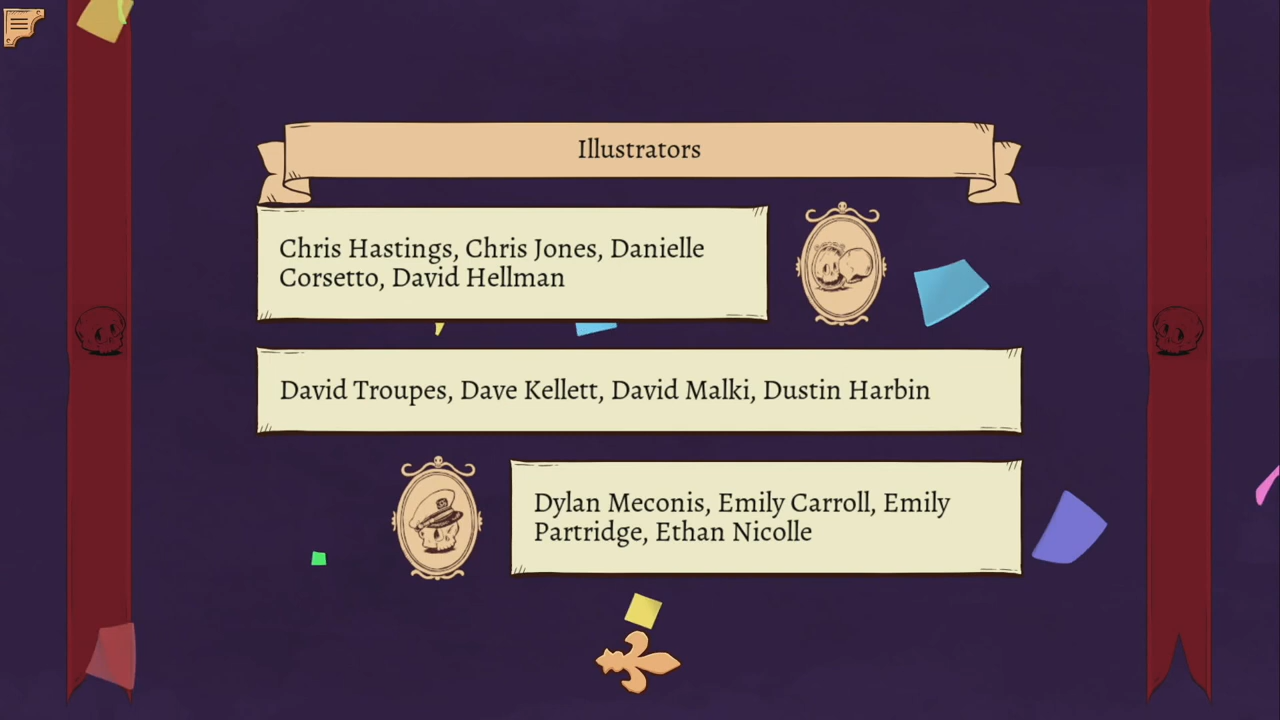 Illustrators
Chris Hastings, Chris Jones, Danielle
Corsetto, David Hellman
David Troupes, Dave Kellett, David Malki, Dustin Harbin
Dylan Meconis, Emily Carroll, Emily
Partridge, Ethan Nicolle